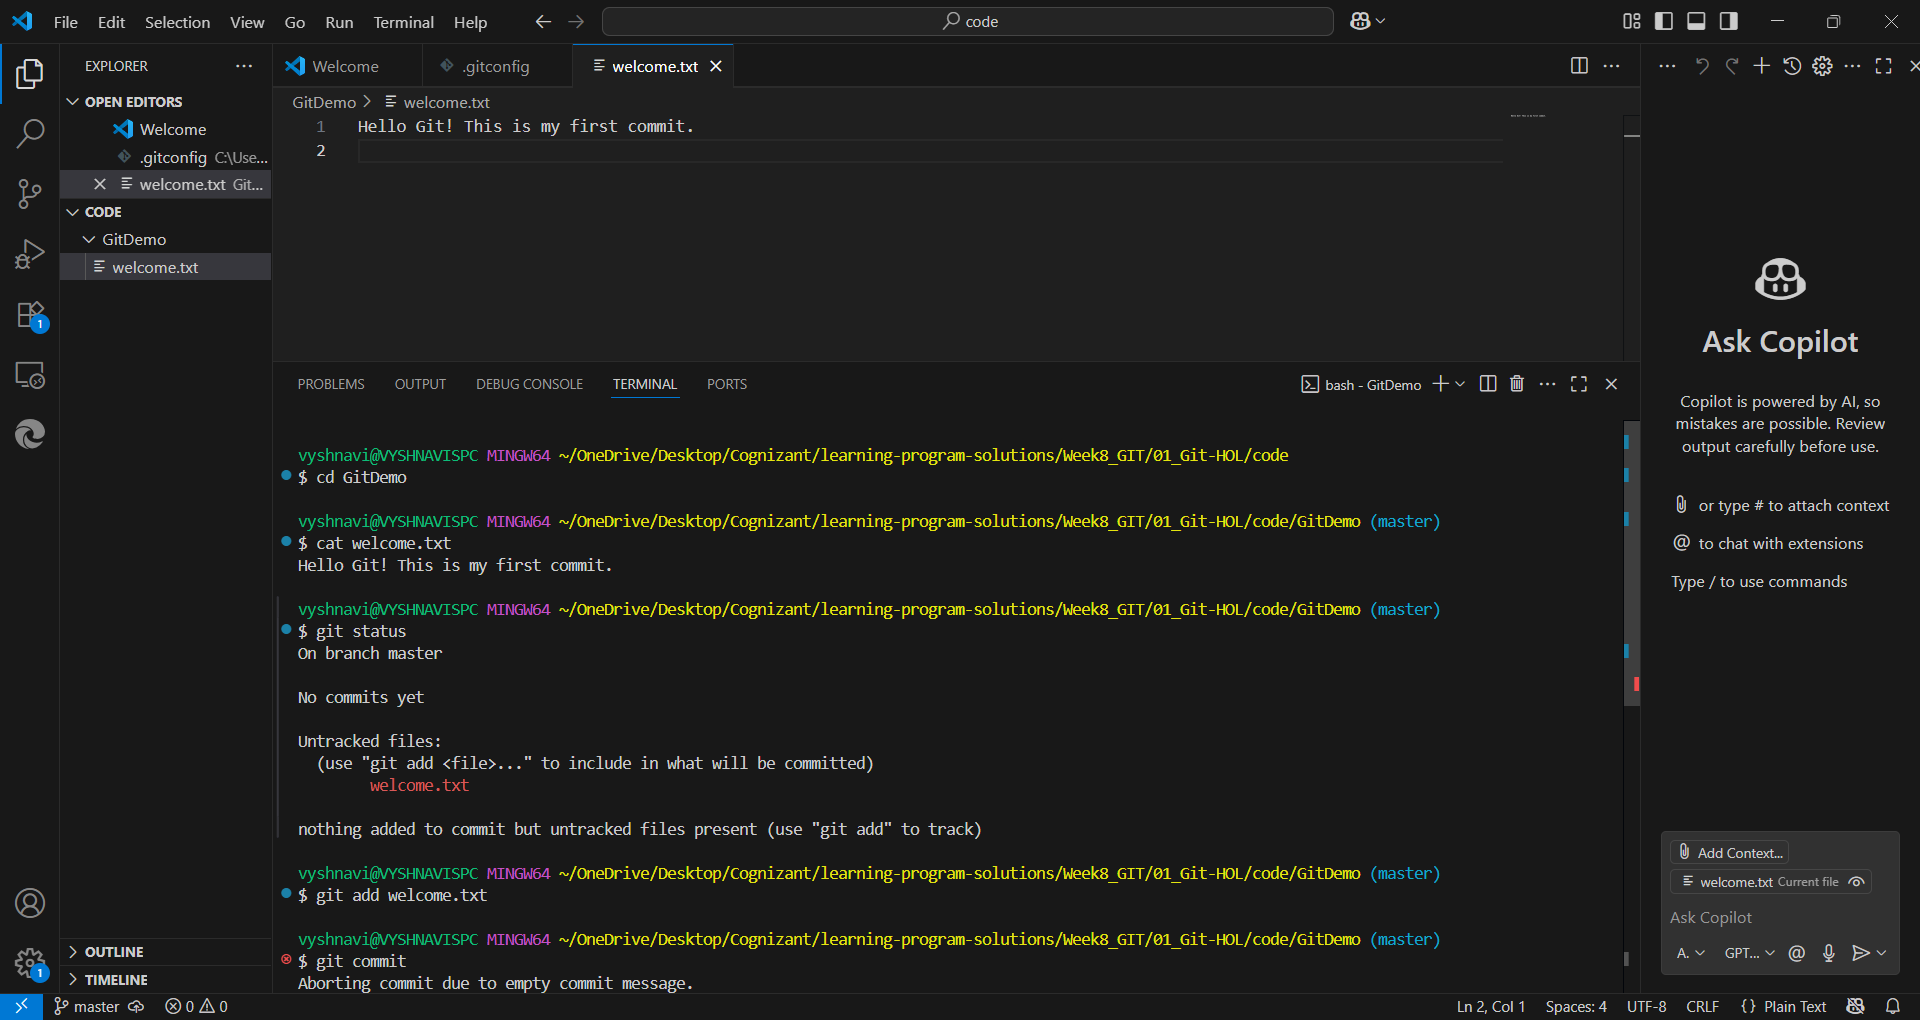 File Edit Selection View Go Run Terminal Help
code
EXPLORER
OPEN EDITORS
Welcome
.gitconfig C:\Use...
welcome.txt Git...
CODE
GitDemo
welcome.txt
OUTLINE
TIMELINE
Welcome
.gitconfig
welcome.txt
GitDemo > welcome.txt
1 Hello Git! This is my first commit.
2
PROBLEMS OUTPUT DEBUG CONSOLE TERMINAL PORTS
bash - GitDemo
vyshnavi@VYSHNAVISPC MINGW64 ~/OneDrive/Desktop/Cognizant/learning-program-solutions/Week8_GIT/01_Git-HOL/code
$ cd GitDemo
vyshnavi@VYSHNAVISPC MINGW64 ~/OneDrive/Desktop/Cognizant/learning-program-solutions/Week8_GIT/01_Git-HOL/code/GitDemo (master)
$ cat welcome.txt
Hello Git! This is my first commit.
vyshnavi@VYSHNAVISPC MINGW64 ~/OneDrive/Desktop/Cognizant/learning-program-solutions/Week8_GIT/01_Git-HOL/code/GitDemo (master)
$ git status
On branch master
No commits yet
Untracked files:
(use "git add <file>..." to include in what will be committed)
welcome.txt
nothing added to commit but untracked files present (use "git add" to track)
vyshnavi@VYSHNAVISPC MINGW64 ~/OneDrive/Desktop/Cognizant/learning-program-solutions/Week8_GIT/01_Git-HOL/code/GitDemo (master)
$ git add welcome.txt
vyshnavi@VYSHNAVISPC MINGW64 ~/OneDrive/Desktop/Cognizant/learning-program-solutions/Week8_GIT/01_Git-HOL/code/GitDemo (master)
$ git commit
Aborting commit due to empty commit message.
Ask Copilot
Copilot is powered by AI, so
mistakes are possible. Review
output carefully before use.
or type # to attach context
@ to chat with extensions
Type / to use commands
Add Context...
welcome.txt Current file
Ask Copilot
A. GPT... @
1
1
master 0 0
Ln 2, Col 1 Spaces: 4 UTF-8 CRLF {} Plain Text